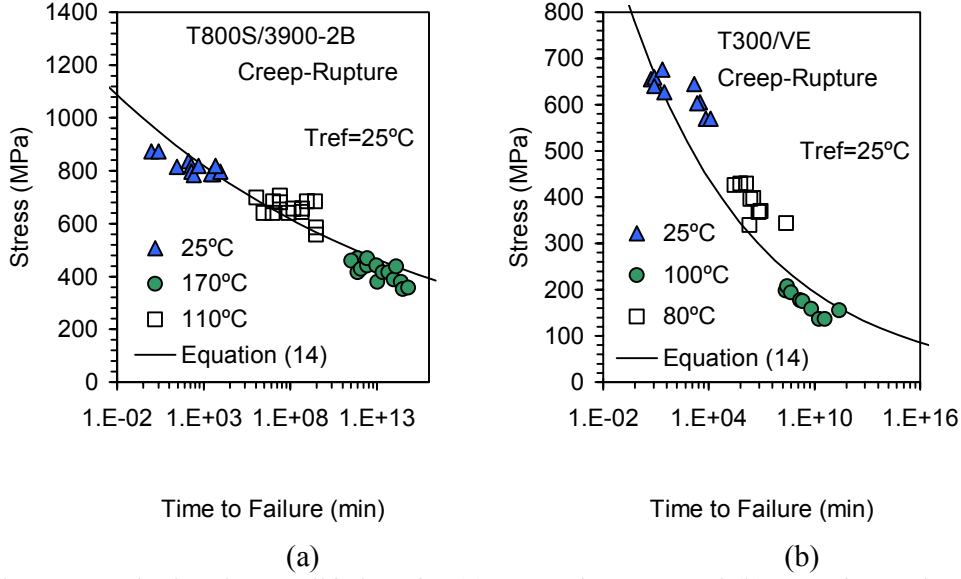 1400
1200
1000
800
600
400
200
0
Stress (MPa)
T800S/3900-2B
Creep-Rupture
Tref=25ºC
25ºC
170ºC
110ºC
Equation (14)
1.E-02 1.E+03 1.E+08 1.E+13
Time to Failure (min)
(a)
800
700
600
500
400
300
200
100
0
Stress (MPa)
T300/VE
Creep-Rupture
Tref=25ºC
25ºC
100ºC
80ºC
Equation (14)
1.E-02 1.E+04 1.E+10 1.E+16
Time to Failure (min)
(b)